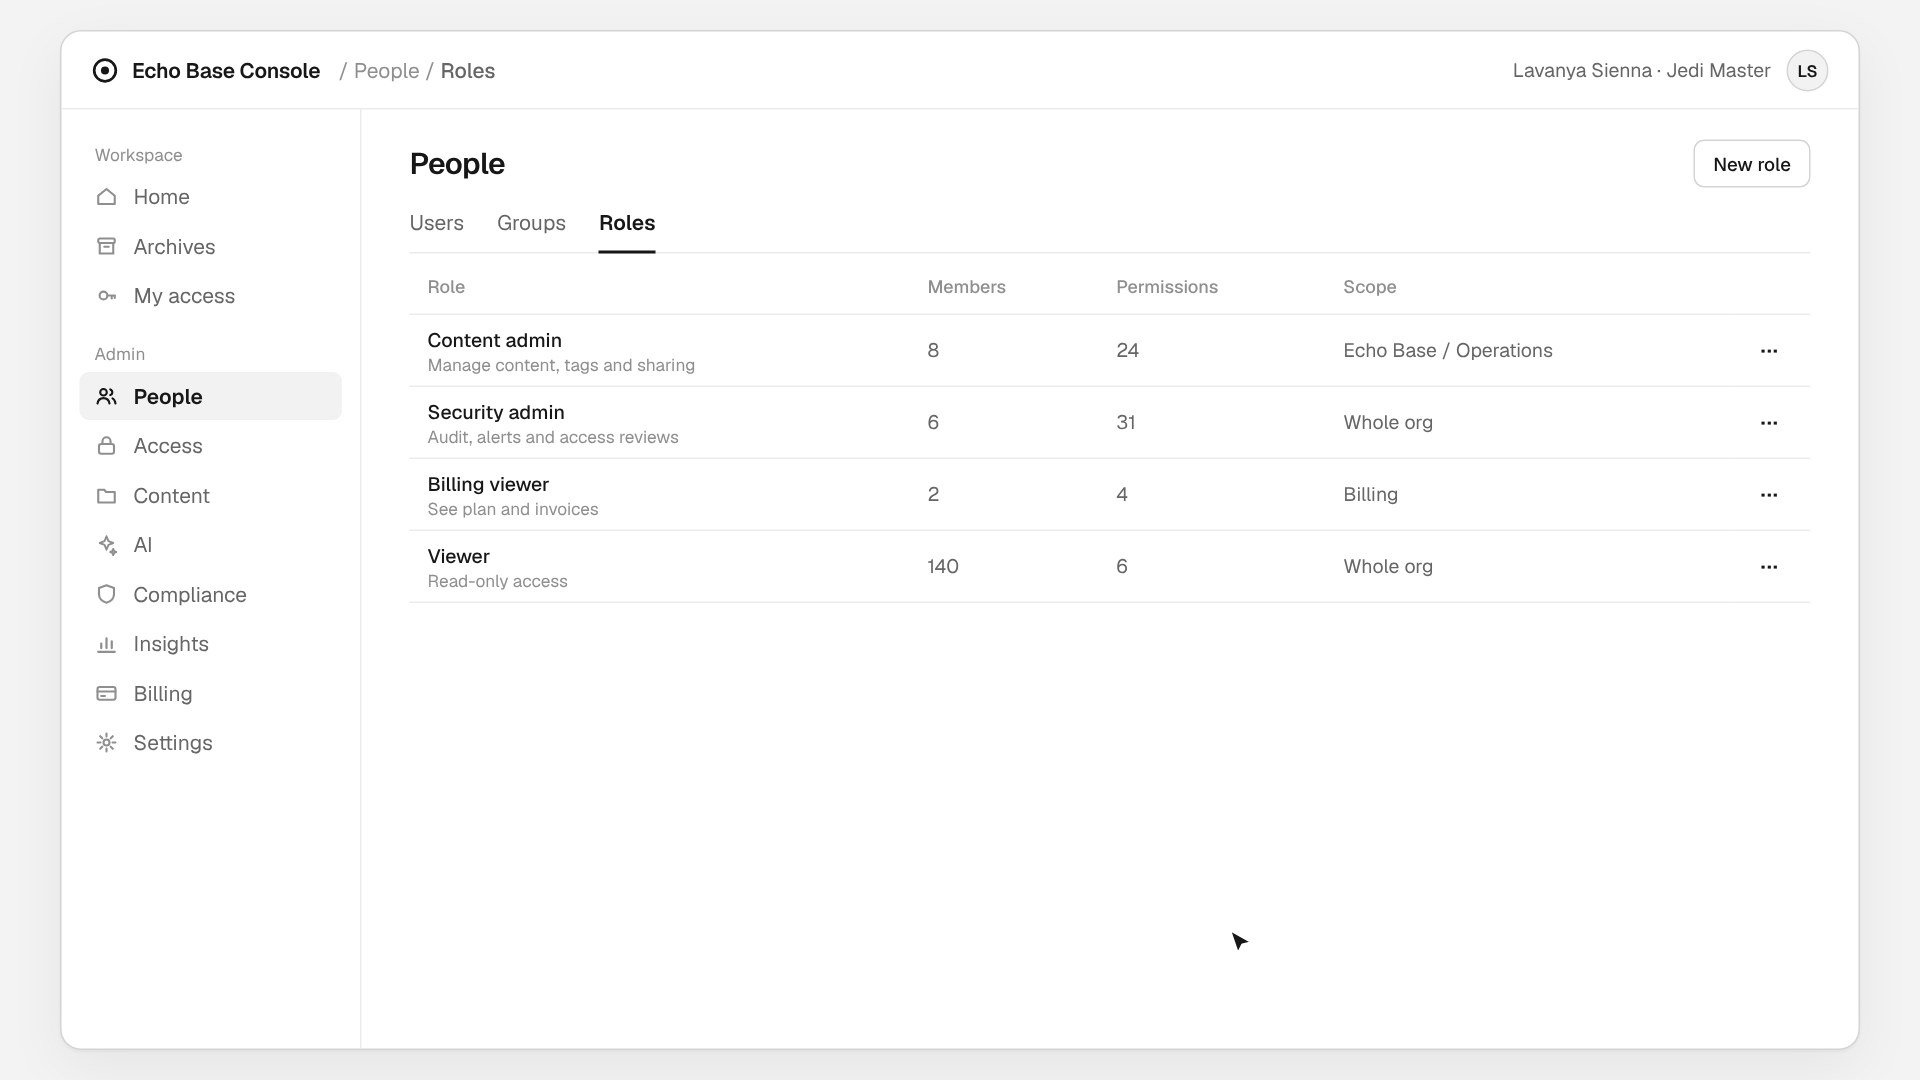 Echo Base Console / People / Roles
Lavanya Sienna · Jedi Master LS
Workspace
Home
Archives
My access
Admin
People
Access
Content
AI
Compliance
Insights
Billing
Settings
People
New role
Users Groups Roles
Role Members Permissions Scope
Content admin
Manage content, tags and sharing
8 24 Echo Base / Operations
Security admin
Audit, alerts and access reviews
6 31 Whole org
Billing viewer
See plan and invoices
2 4 Billing
Viewer
Read-only access
140 6 Whole org